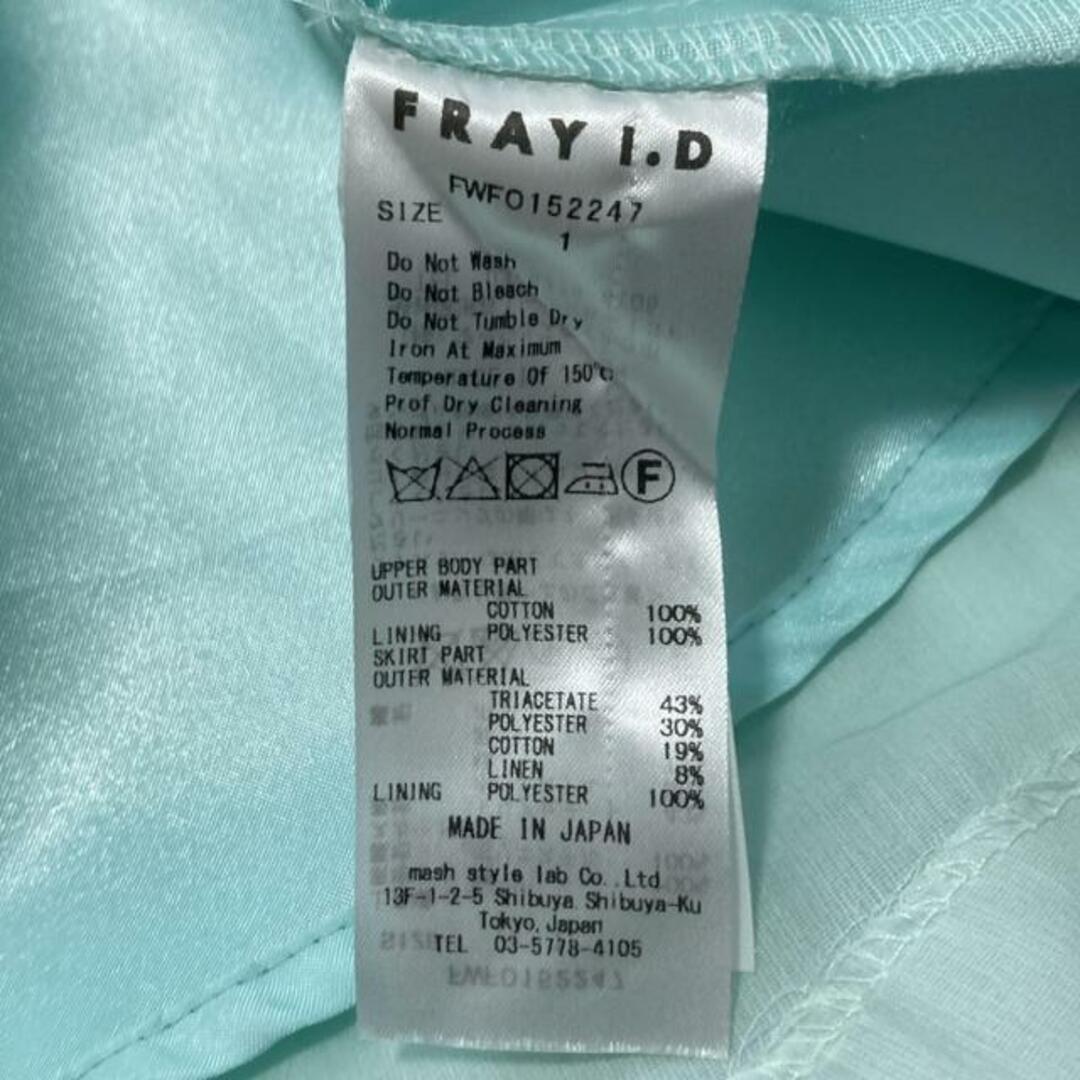 FRAY I.D
FWFO152247
SIZE
1
Do Not Wash
Do Not Bleach
Do Not Tumble Dry
Iron At Maximum
Temperature Of 150℃
Prof. Dry Cleaning
Normal Process
F
UPPER BODY PART
OUTER MATERIAL
COTTON 100%
LINING POLYESTER 100%
SKIRT PART
OUTER MATERIAL
TRIACETATE 43%
POLYESTER 30%
COTTON 19%
LINEN 8%
LINING POLYESTER 100%
MADE IN JAPAN
mash style lab Co.,Ltd
13F-1-2-5 Shibuya Shibuya-Ku
Tokyo, Japan
TEL 03-5778-4105